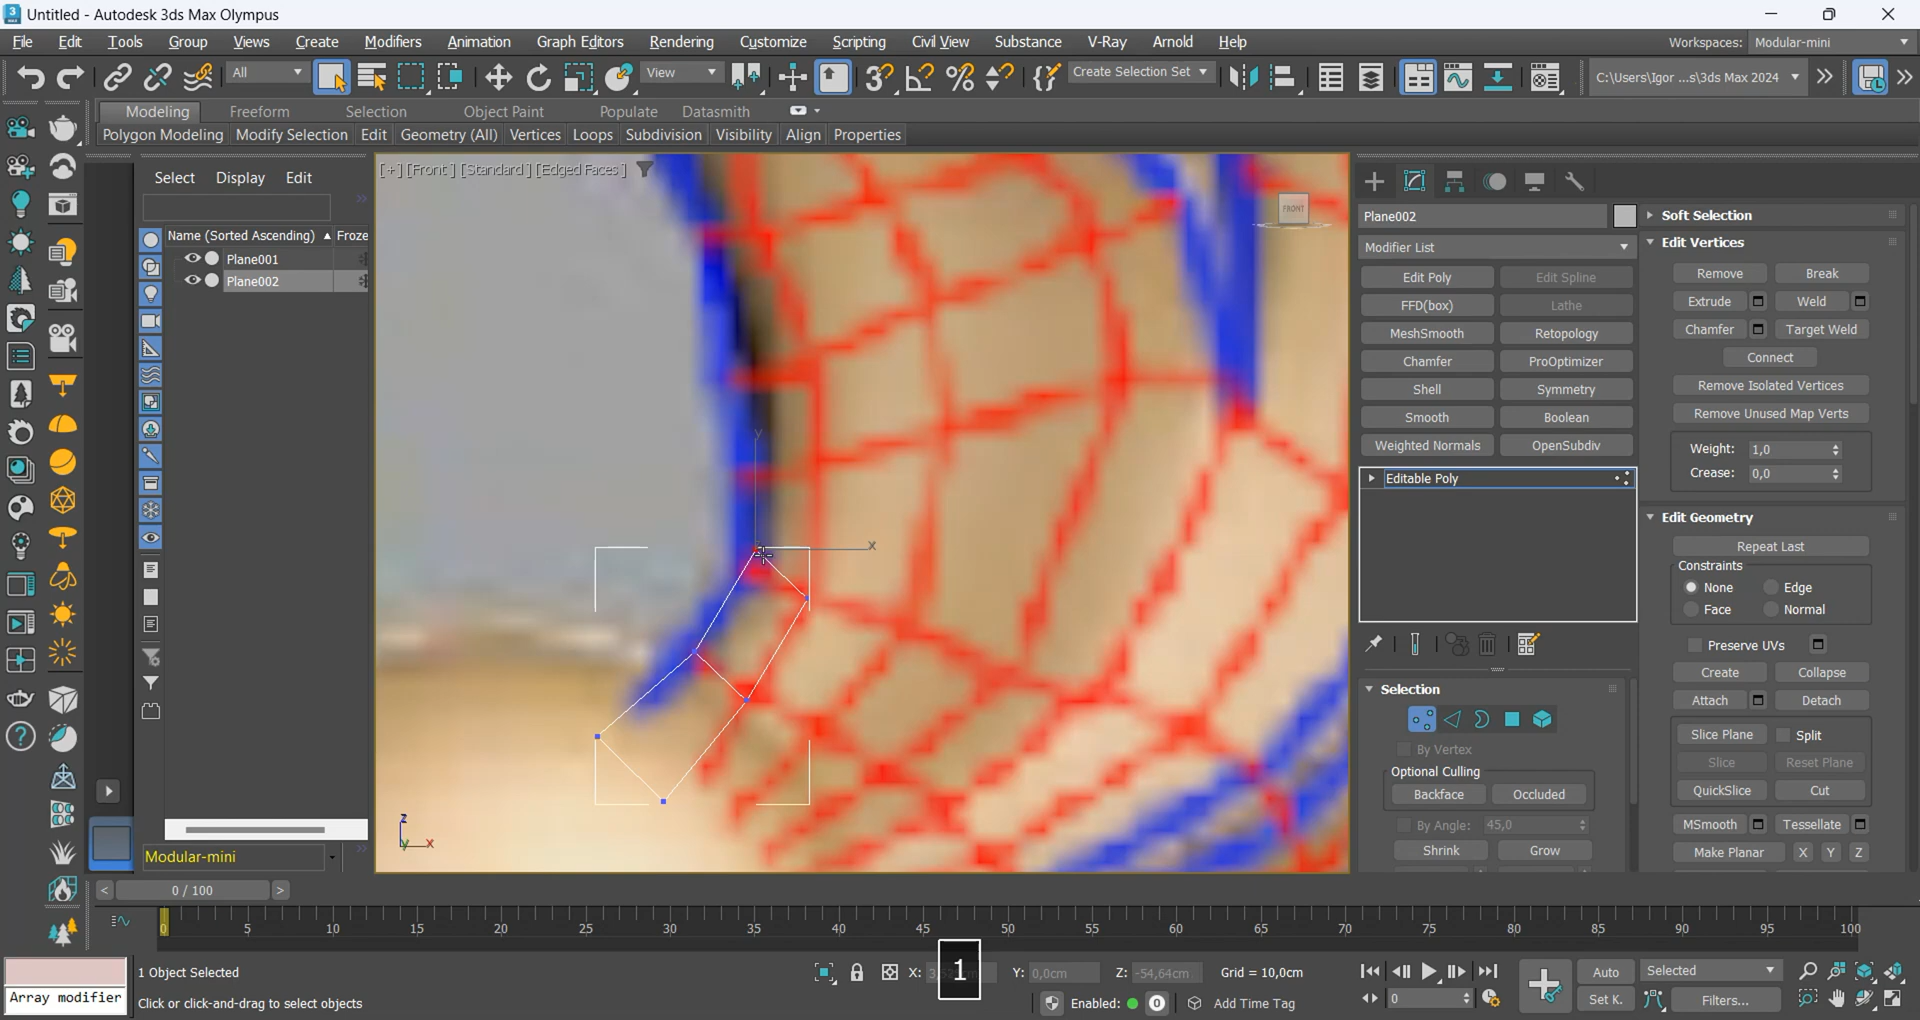 Untitled - Autodesk 3ds Max Olympus
File Edit Tools Group Views Create Modifiers Animation Graph Editors Rendering Customize Scripting Civil View Substance V-Ray Arnold Help
Workspaces: Modular-mini
All View Create Selection Set C:\Users\Igor ...s\3ds Max 2024
Modeling Freeform Selection Object Paint Populate Datasmith
Polygon Modeling Modify Selection Edit Geometry (All) Vertices Loops Subdivision Visibility Align Properties
Select Display Edit
Name (Sorted Ascending) Froze
Plane001
Plane002
Modular-mini
[+] [Front ] [Standard ] [Edged Faces ]
FRONT
y
x
z
y x
Plane002
Modifier List
Edit Poly Edit Spline
FFD(box) Lathe
MeshSmooth Retopology
Chamfer ProOptimizer
Shell Symmetry
Smooth Boolean
Weighted Normals OpenSubdiv
Editable Poly
Selection
By Vertex
Optional Culling
Backface Occluded
By Angle: 45,0
Shrink Grow
Soft Selection
Edit Vertices
Remove Break
Extrude Weld
Chamfer Target Weld
Connect
Remove Isolated Vertices
Remove Unused Map Verts
Weight: 1,0
Crease: 0,0
Edit Geometry
Repeat Last
Constraints
None Edge
Face Normal
Preserve UVs
Create Collapse
Attach Detach
Slice Plane Split
Slice Reset Plane
QuickSlice Cut
MSmooth Tessellate
Make Planar X Y Z
0 / 100
0 5 10 15 20 25 30 35 40 45 50 55 60 65 70 75 80 85 90 95 100
1 Object Selected
Click or click-and-drag to select objects
Array modifier
X: 1 Y: 0,0cm Z: -54,64cm Grid = 10,0cm
Enabled: 0 Add Time Tag
0
Auto Selected
Set K. Filters...